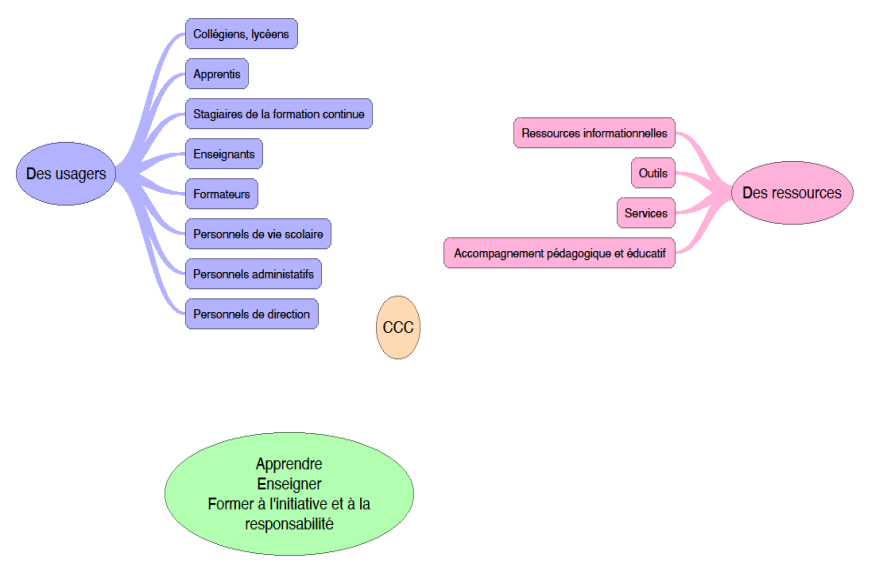 Des usagers
Collégiens, lycéens
Apprentis
Stagiaires de la formation continue
Enseignants
Formateurs
Personnels de vie scolaire
Personnels administatifs
Personnels de direction
Ressources informationnelles
Outils
Services
Accompagnement pédagogique et éducatif
Des ressources
CCC
Apprendre
Enseigner
Former à l'initiative et à la
responsabilité